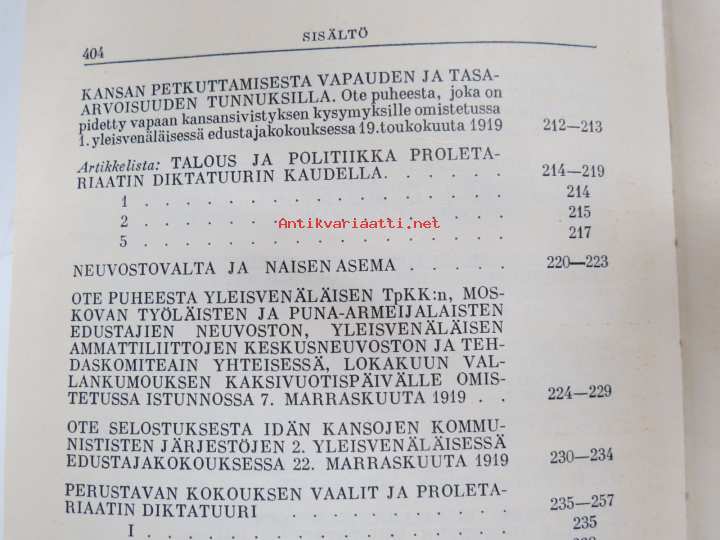 404
SISÄLTÖ
KANSAN PETKUTTAMISESTA VAPAUDEN JA TASA-
ARVOISUUDEN TUNNUKSILLA. Ote puheesta, joka on
pidetty vapaan kansansivistyksen kysymyksille omistetussa
1. yleisvenäläisessä edustajakokouksessa 19. toukokuuta 1919 212—213
Artikkelista: TALOUS JA POLITIIKKA PROLETA-
RIAATIN DIKTATUURIN KAUDELLA . . . . . . 214—219
1 . . . . . . . . . . . . . . . . 214
2 . . . . . . . . . . . . . . . . 215
Antikvariaatti.net
5 . . . . . . . . . . . . . . . . 217
NEUVOSTOVALTA JA NAISEN ASEMA . . . . . 220—223
OTE PUHEESTA YLEISVENÄLÄISEN TpKK:n, MOS-
KOVAN TYÖLÄISTEN JA PUNA-ARMEIJALAISTEN
EDUSTAJIEN NEUVOSTON, YLEISVENÄLÄISEN
AMMATTILIITTOJEN KESKUSNEUVOSTON JA TEH-
DASKOMITEAIN YHTEISESSÄ, LOKAKUUN VAL-
LANKUMOUKSEN KAKSIVUOTISPÄIVÄLLE OMIS-
TETUSSA ISTUNNOSSA 7. MARRASKUUTA 1919 . . 224—229
OTE SELOSTUKSESTA IDÄN KANSOJEN KOMMU-
NISTISTEN JÄRJESTÖJEN 2. YLEISVENÄLÄISESSÄ
EDUSTAJAKOKOUKSESSA 22. MARRASKUUTA 1919 230—234
PERUSTAVAN KOKOUKSEN VAALIT JA PROLETA-
RIAATIN DIKTATUURI . . . . . . . . . . 235—257
I . . . . . . . . . . . . . . . . 235